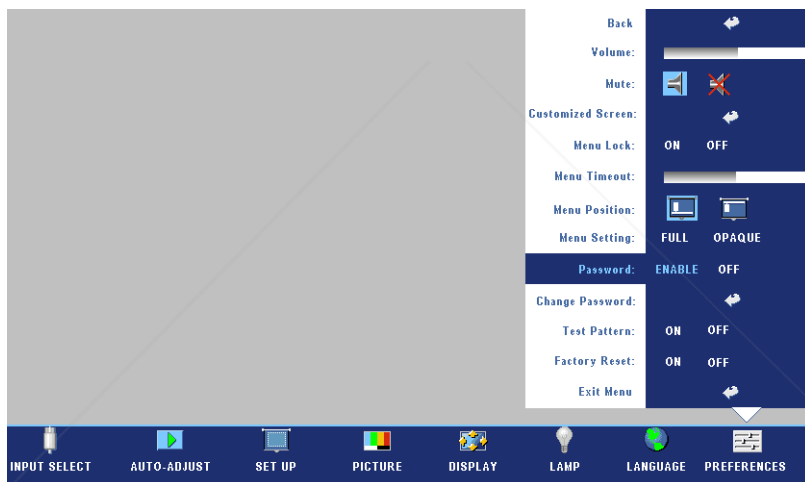 Back
Volume:
Mute:
Customized Screen:
Menu Lock: ON OFF
Menu Timeout:
Menu Position:
Menu Setting: FULL OPAQUE
Password: ENABLE OFF
Change Password:
Test Pattern: ON OFF
Factory Reset: ON OFF
Exit Menu
INPUT SELECT AUTO-ADJUST SET UP PICTURE DISPLAY LAMP LANGUAGE PREFERENCES